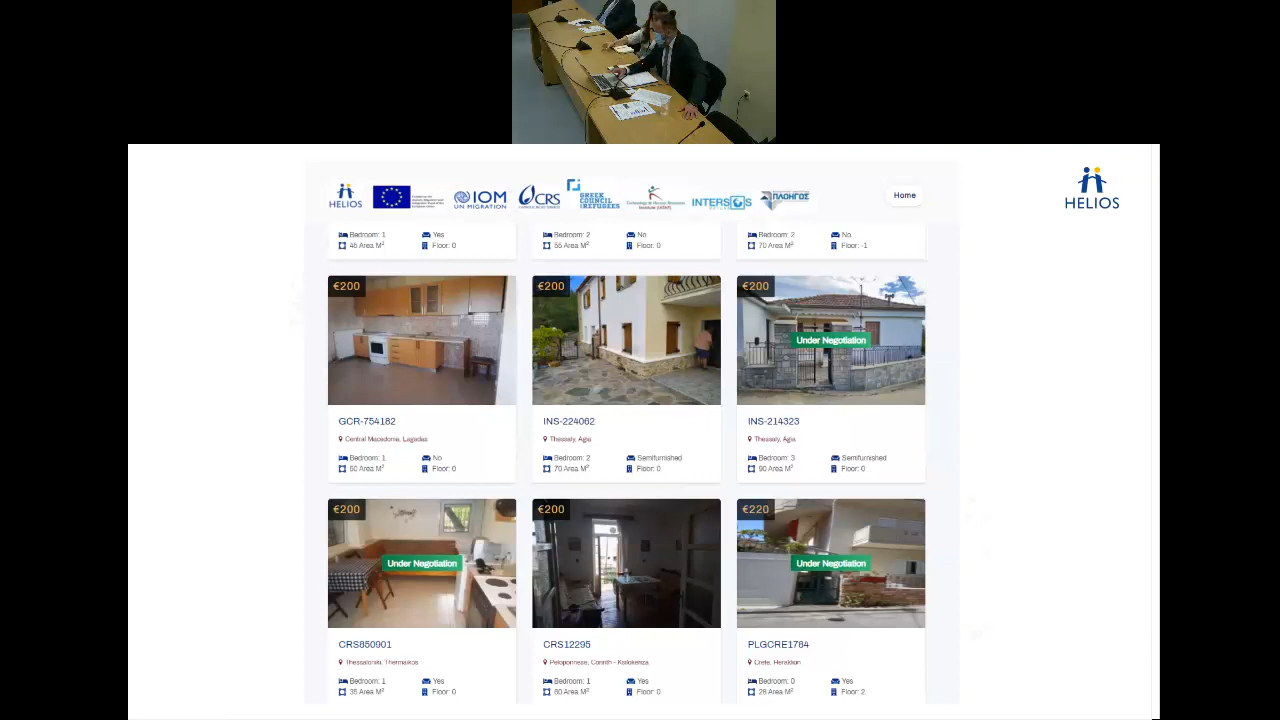 HELIOS
IOM
UN MIGRATION
CRS
GREEK
COUNCIL
REFUGEES
INTERSOS
ΠΛΟΗΓΟΣ
Home
HELIOS
Bedroom: 1 Yes
45 Area M² Floor: 0
Bedroom: 2 No
55 Area M² Floor: 0
Bedroom: 2 No
70 Area M² Floor: -1
€200
GCR-754182
Central Macedonia, Lagadas
Bedroom: 1 No
60 Area M² Floor: 0
€200
INS-224062
Thessaly, Agia
Bedroom: 2 Semifurnished
70 Area M² Floor: 0
€200
Under Negotiation
INS-214323
Thessaly, Agia
Bedroom: 3 Semifurnished
90 Area M² Floor: 0
€200
Under Negotiation
CRS850901
Thessaloniki, Thermaikos
Bedroom: 1 Yes
35 Area M² Floor: 0
€200
CRS12295
Peloponnese, Corinth -
Bedroom: 1 Yes
60 Area M² Floor: 0
€220
Under Negotiation
PLGCRE1784
Crete, Heraklion
Bedroom: 0 Yes
28 Area M² Floor: 2